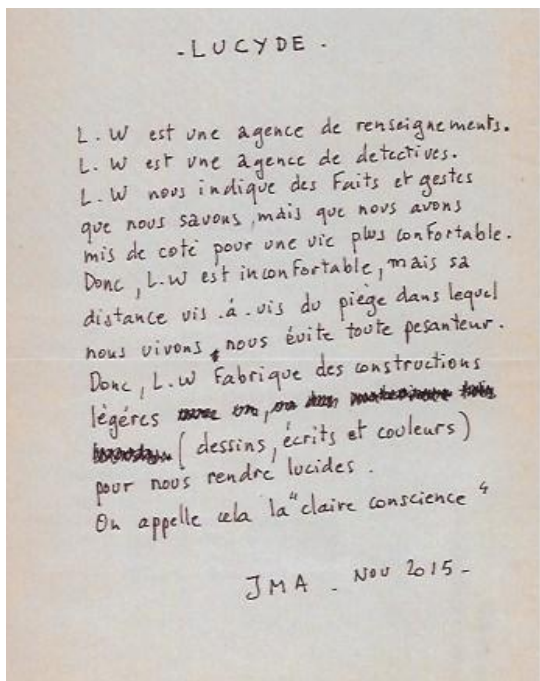 - LUCYDE -
L.W est une agence de renseignements.
L.W est une agence de detectives.
L.W nous indique des Faits et gestes
que nous savons, mais que nous avons
mis de coté pour une vie plus confortable.
Donc, L.W est inconfortable, mais sa
distance vis.á.vis du piège dans lequel
nous vivons, nous évite toute pesanteur.
Donc, L.W Fabrique des constructions
légéres
(dessins, écrits et couleurs)
pour nous rendre lucides.
On appelle cela la "claire conscience"
JMA - Nov 2015 -